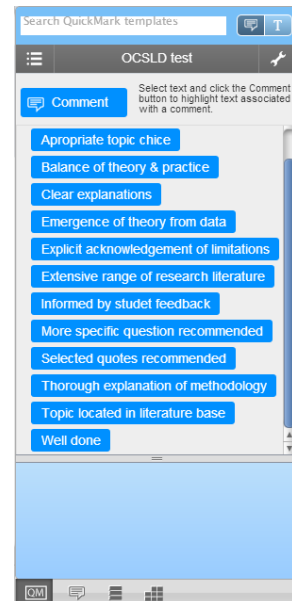 Search QuickMark templates
T
OCSLD test
Comment
Select text and click the Comment
button to highlight text associated
with a comment.
Apropriate topic chice
Balance of theory & practice
Clear explanations
Emergence of theory from data
Explicit acknowledgement of limitations
Extensive range of research literature
Informed by studet feedback
More specific question recommended
Selected quotes recommended
Thorough explanation of methodology
Topic located in literature base
Well done
QM